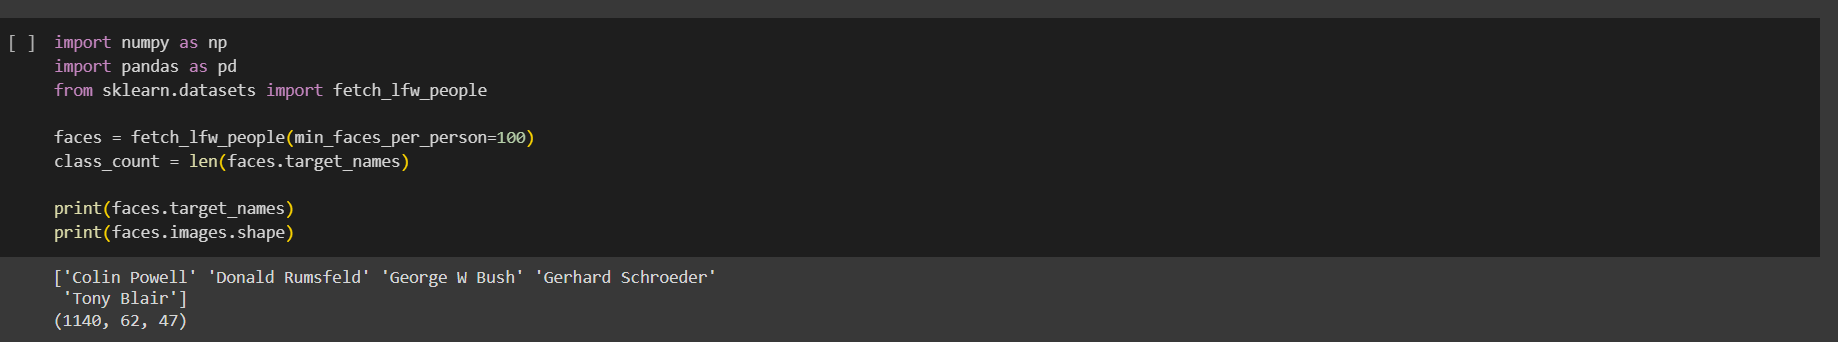 [ ] import numpy as np
import pandas as pd
from sklearn.datasets import fetch_lfw_people
faces = fetch_lfw_people(min_faces_per_person=100)
class_count = len(faces.target_names)
print(faces.target_names)
print(faces.images.shape)
['Colin Powell' 'Donald Rumsfeld' 'George W Bush' 'Gerhard Schroeder'
'Tony Blair']
(1140, 62, 47)